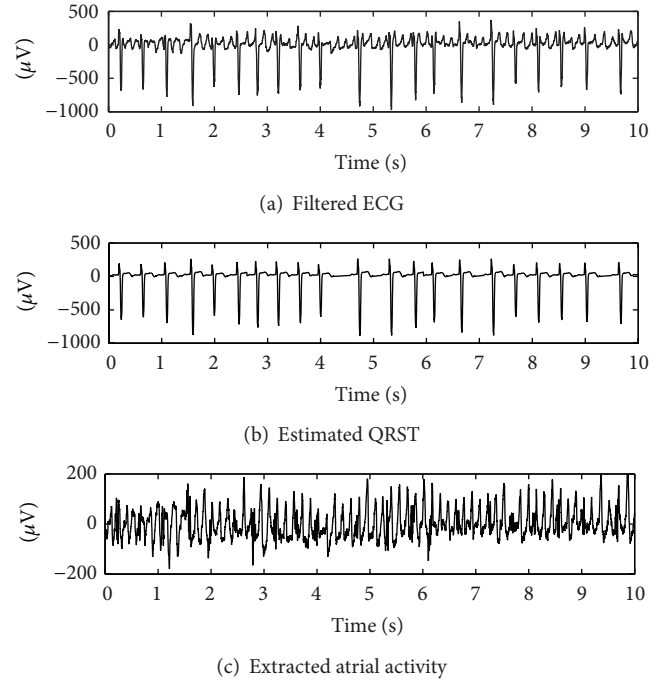 500
0
−500
−1000
(μV)
0 1 2 3 4 5 6 7 8 9 10
Time (s)
(a) Filtered ECG
500
0
−500
−1000
(μV)
0 1 2 3 4 5 6 7 8 9 10
Time (s)
(b) Estimated QRST
200
0
−200
(μV)
0 1 2 3 4 5 6 7 8 9 10
Time (s)
(c) Extracted atrial activity